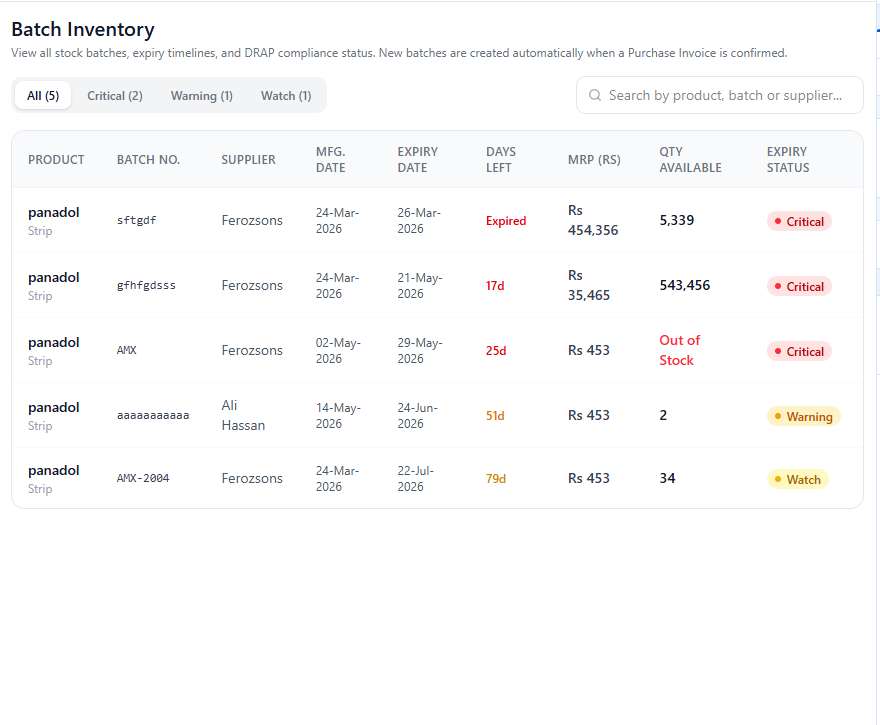 Batch Inventory
View all stock batches, expiry timelines, and DRAP compliance status. New batches are created automatically when a Purchase Invoice is confirmed.
All (5) Critical (2) Warning (1) Watch (1) Search by product, batch or supplier...
PRODUCT BATCH NO. SUPPLIER MFG. DATE EXPIRY DATE DAYS LEFT MRP (RS) QTY AVAILABLE EXPIRY STATUS
panadol Strip sftgdf Ferozsons 24-Mar-2026 26-Mar-2026 Expired Rs 454,356 5,339 Critical
panadol Strip gfhfgdsss Ferozsons 24-Mar-2026 21-May-2026 17d Rs 35,465 543,456 Critical
panadol Strip AMX Ferozsons 02-May-2026 29-May-2026 25d Rs 453 Out of Stock Critical
panadol Strip aaaaaaaaaaa Ali Hassan 14-May-2026 24-Jun-2026 51d Rs 453 2 Warning
panadol Strip AMX-2004 Ferozsons 24-Mar-2026 22-Jul-2026 79d Rs 453 34 Watch